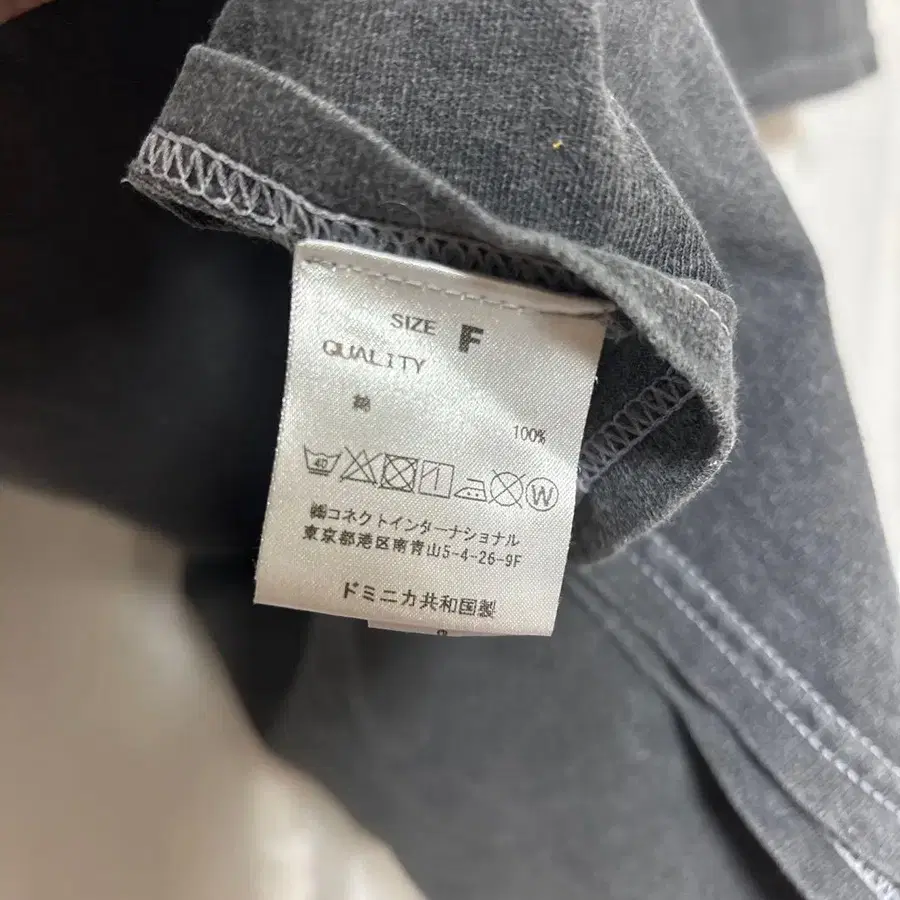 SIZE F
QUALITY
綿
100%
40 W
㈱コネクトインターナショナル
東京都港区南青山5-4-26-9F
ドミニカ共和国製